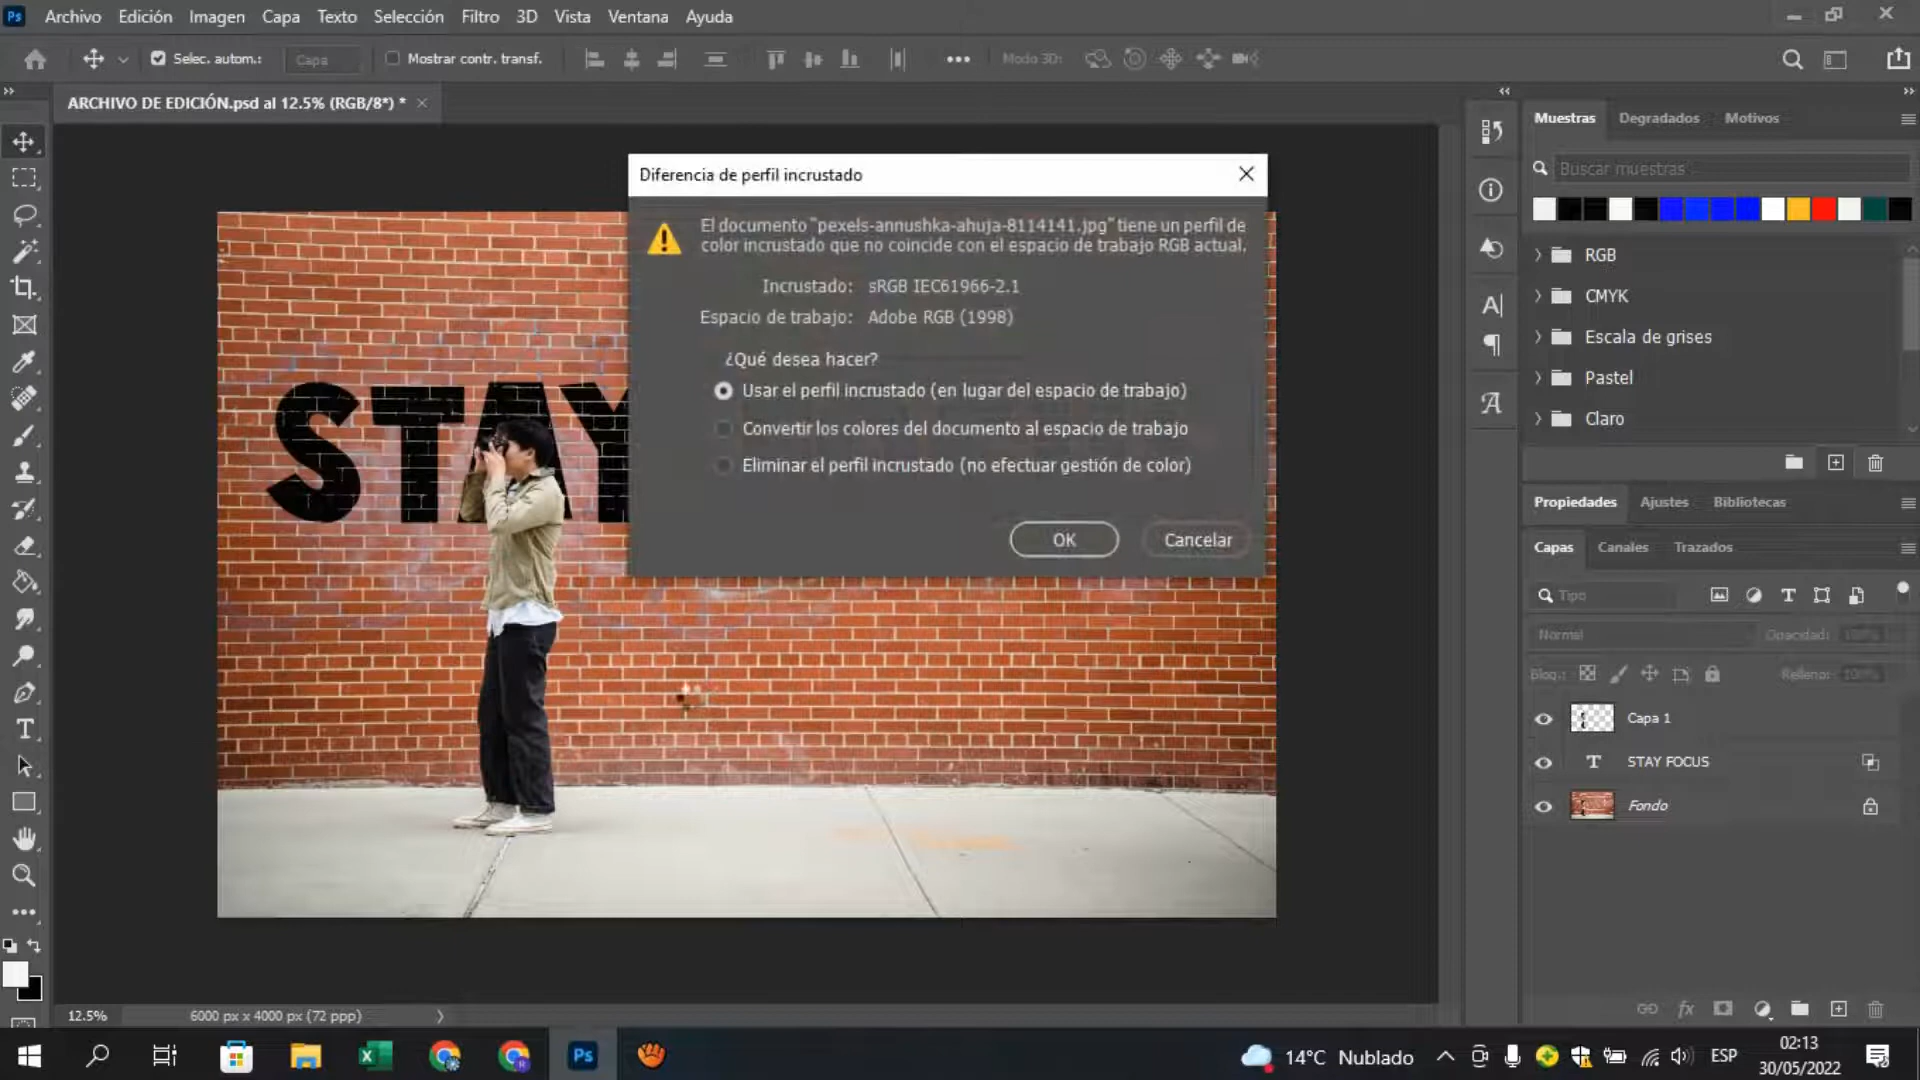 Ps Archivo Edición Imagen Capa Texto Selección Filtro 3D Vista Ventana Ayuda
Selec. autom.: Capa Mostrar contr. transf. Modo 3D:
ARCHIVO DE EDICIÓN.psd al 12.5% (RGB/8*) *
Muestras Degradados Motivos
Buscar muestras
RGB
CMYK
Escala de grises
Pastel
Claro
Diferencia de perfil incrustado
El documento "pexels-annushka-ahuja-8114141.jpg" tiene un perfil de
color incrustado que no coincide con el espacio de trabajo RGB actual.
Incrustado: sRGB IEC61966-2.1
Espacio de trabajo: Adobe RGB (1998)
¿Qué desea hacer?
Usar el perfil incrustado (en lugar del espacio de trabajo)
Convertir los colores del documento al espacio de trabajo
Eliminar el perfil incrustado (no efectuar gestión de color)
OK Cancelar
STAY
Propiedades Ajustes Bibliotecas
Capas Canales Trazados
Tipo
Normal Opacidad: 100%
Bloq.: Relleno: 100%
Capa 1
T STAY FOCUS
Fondo
fx
12.5% 6000 px x 4000 px (72 ppp)
Ps 14°C Nublado ESP
02:13
30/05/2022